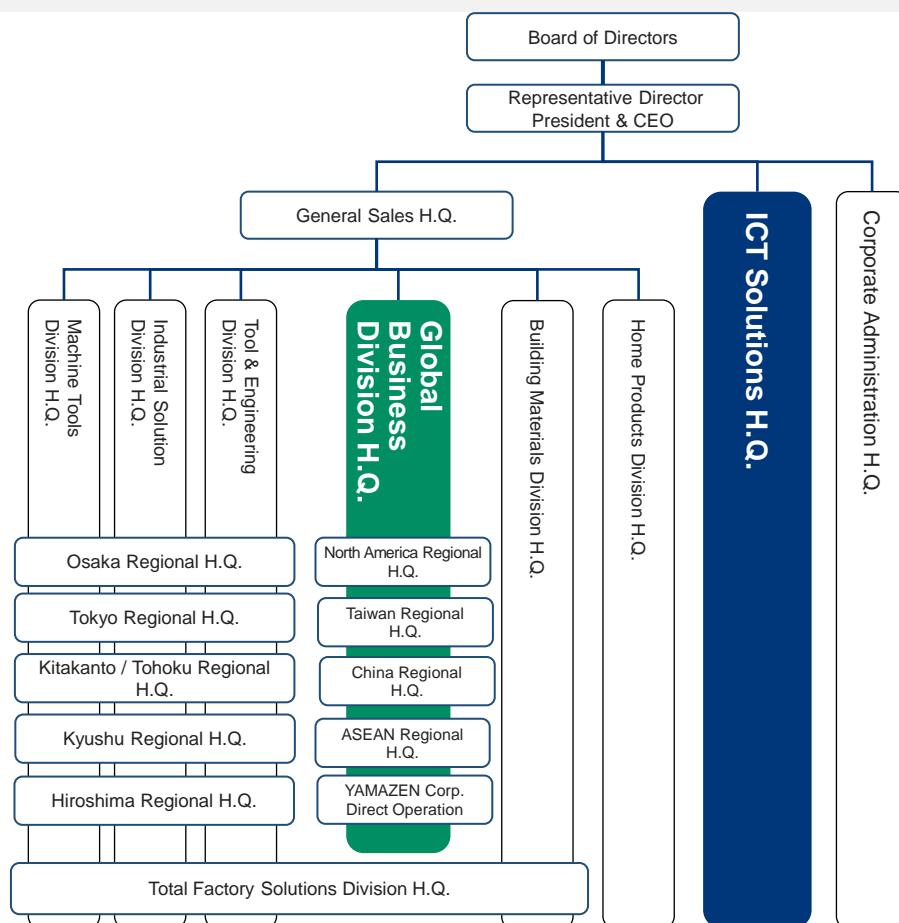 Board of Directors
Representative Director
President & CEO
General Sales H.Q.
Machine Tools
Division H.Q.
Industrial Solution
Division H.Q.
Tool & Engineering
Division H.Q.
Global
Business
Division H.Q.
Building Materials Division H.Q.
Home Products Division H.Q.
ICT Solutions H.Q.
Corporate Administration H.Q.
Osaka Regional H.Q.
Tokyo Regional H.Q.
Kitakanto / Tohoku Regional
H.Q.
Kyushu Regional H.Q.
Hiroshima Regional H.Q.
North America Regional
H.Q.
Taiwan Regional
H.Q.
China Regional
H.Q.
ASEAN Regional
H.Q.
YAMAZEN Corp.
Direct Operation
Total Factory Solutions Division H.Q.